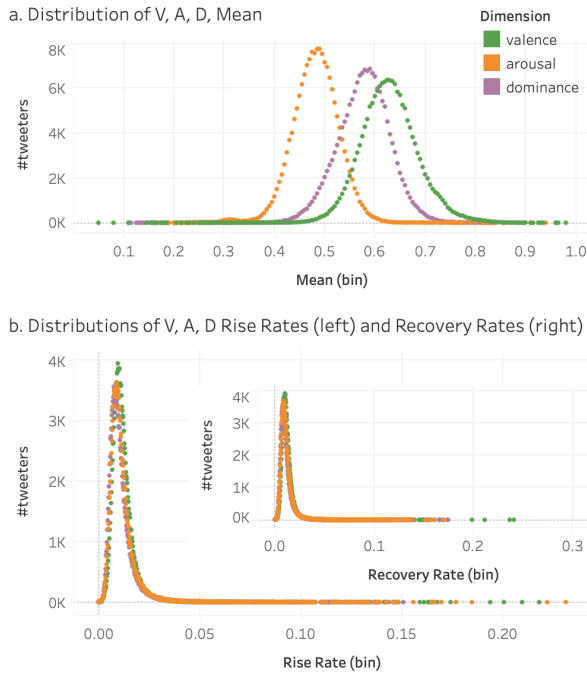 a. Distribution of V, A, D, Mean
Dimension
valence
arousal
dominance
#tweeters
8K
6K
4K
2K
0K
0.1 0.2 0.3 0.4 0.5 0.6 0.7 0.8 0.9 1.0
Mean (bin)
b. Distributions of V, A, D Rise Rates (left) and Recovery Rates (right)
#tweeters
4K
3K
2K
1K
0K
#tweeters
4K
3K
2K
1K
0K
0.0 0.1 0.2 0.3
Recovery Rate (bin)
0.00 0.05 0.10 0.15 0.20
Rise Rate (bin)